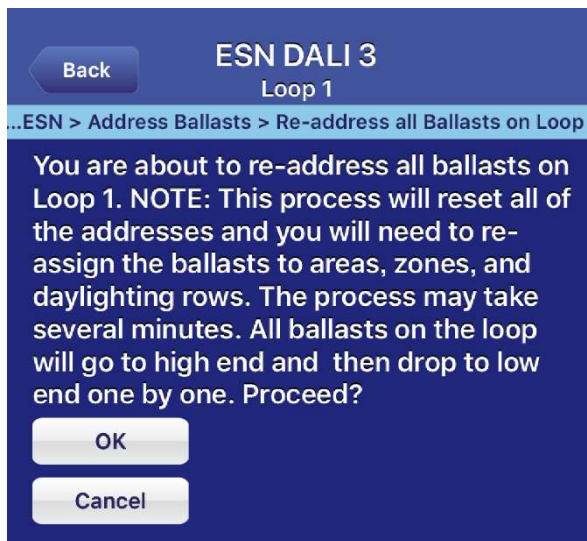 Back
ESN DALI 3
Loop 1
...ESN > Address Ballasts > Re-address all Ballasts on Loop
You are about to re-address all ballasts on
Loop 1. NOTE: This process will reset all of
the addresses and you will need to re-
assign the ballasts to areas, zones, and
daylighting rows. The process may take
several minutes. All ballasts on the loop
will go to high end and  then drop to low
end one by one. Proceed?
OK
Cancel